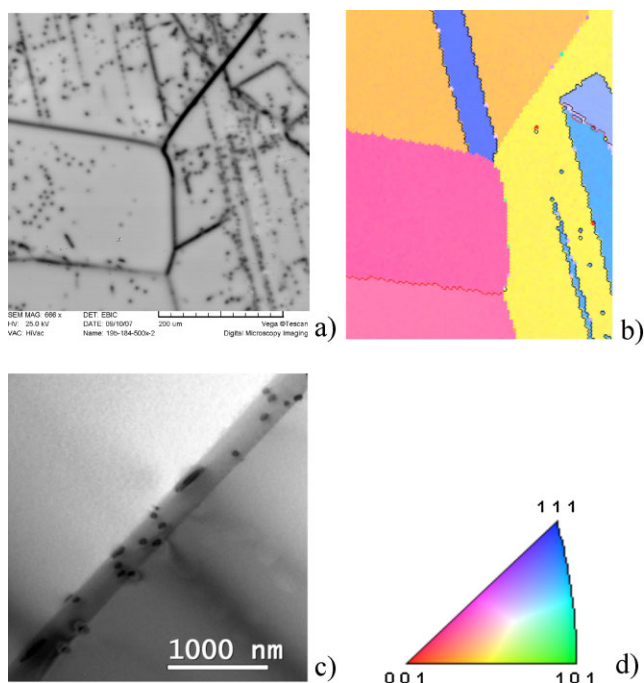 SEM MAG: 666 x DET: EBIC
HV: 25.0 kV DATE: 09/10/07 200 um Vega ©Tescan
VAC: HiVac Name: 19b-184-500x-2 Digital Microscopy Imaging
a)
b)
1000 nm
c)
1 1 1
0 0 1
1 0 1
d)